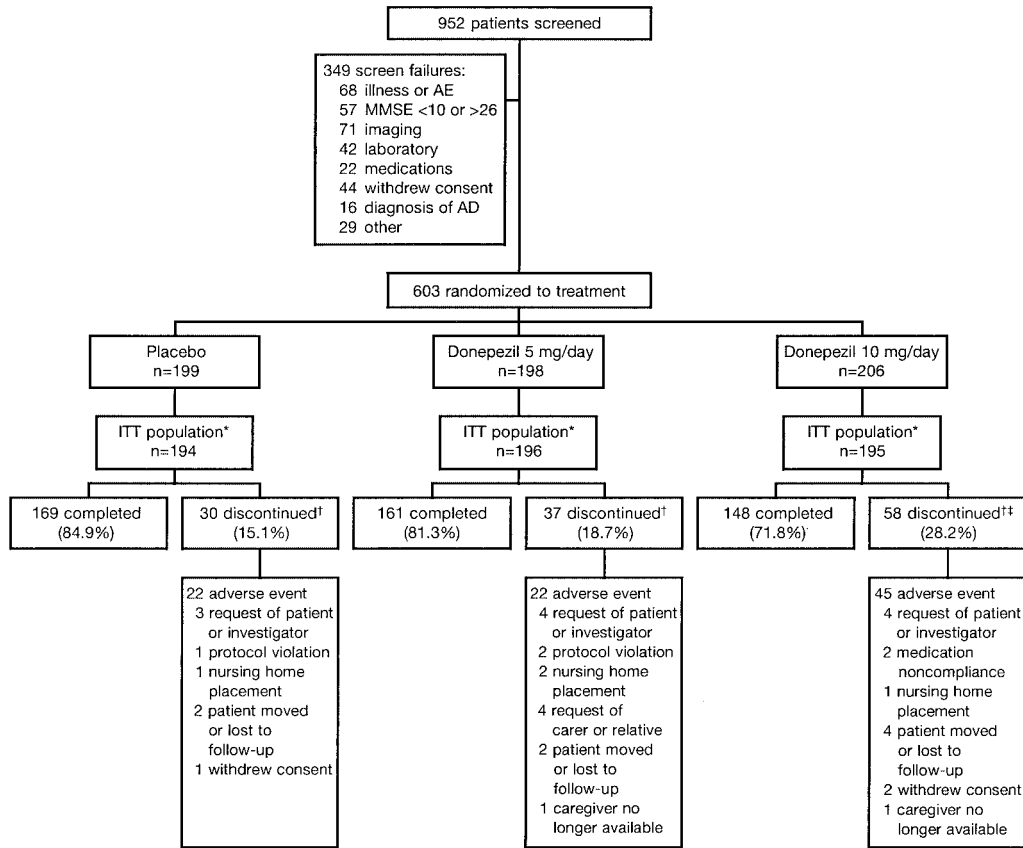 952 patients screened
349 screen failures:
68 illness or AE
57 MMSE <10 or >26
71 imaging
42 laboratory
22 medications
44 withdrew consent
16 diagnosis of AD
29 other
603 randomized to treatment
Placebo
n=199
Donepezil 5 mg/day
n=198
Donepezil 10 mg/day
n=206
ITT population*
n=194
ITT population*
n=196
ITT population*
n=195
169 completed
(84.9%)
30 discontinued†
(15.1%)
161 completed
(81.3%)
37 discontinued†
(18.7%)
148 completed
(71.8%)
58 discontinued†‡
(28.2%)
22 adverse event
3 request of patient
or investigator
1 protocol violation
1 nursing home
placement
2 patient moved
or lost to
follow-up
1 withdrew consent
22 adverse event
4 request of patient
or investigator
2 protocol violation
2 nursing home
placement
4 request of
carer or relative
2 patient moved
or lost to
follow-up
1 caregiver no
longer available
45 adverse event
4 request of patient
or investigator
2 medication
noncompliance
1 nursing home
placement
4 patient moved
or lost to
follow-up
2 withdrew consent
1 caregiver no
longer available